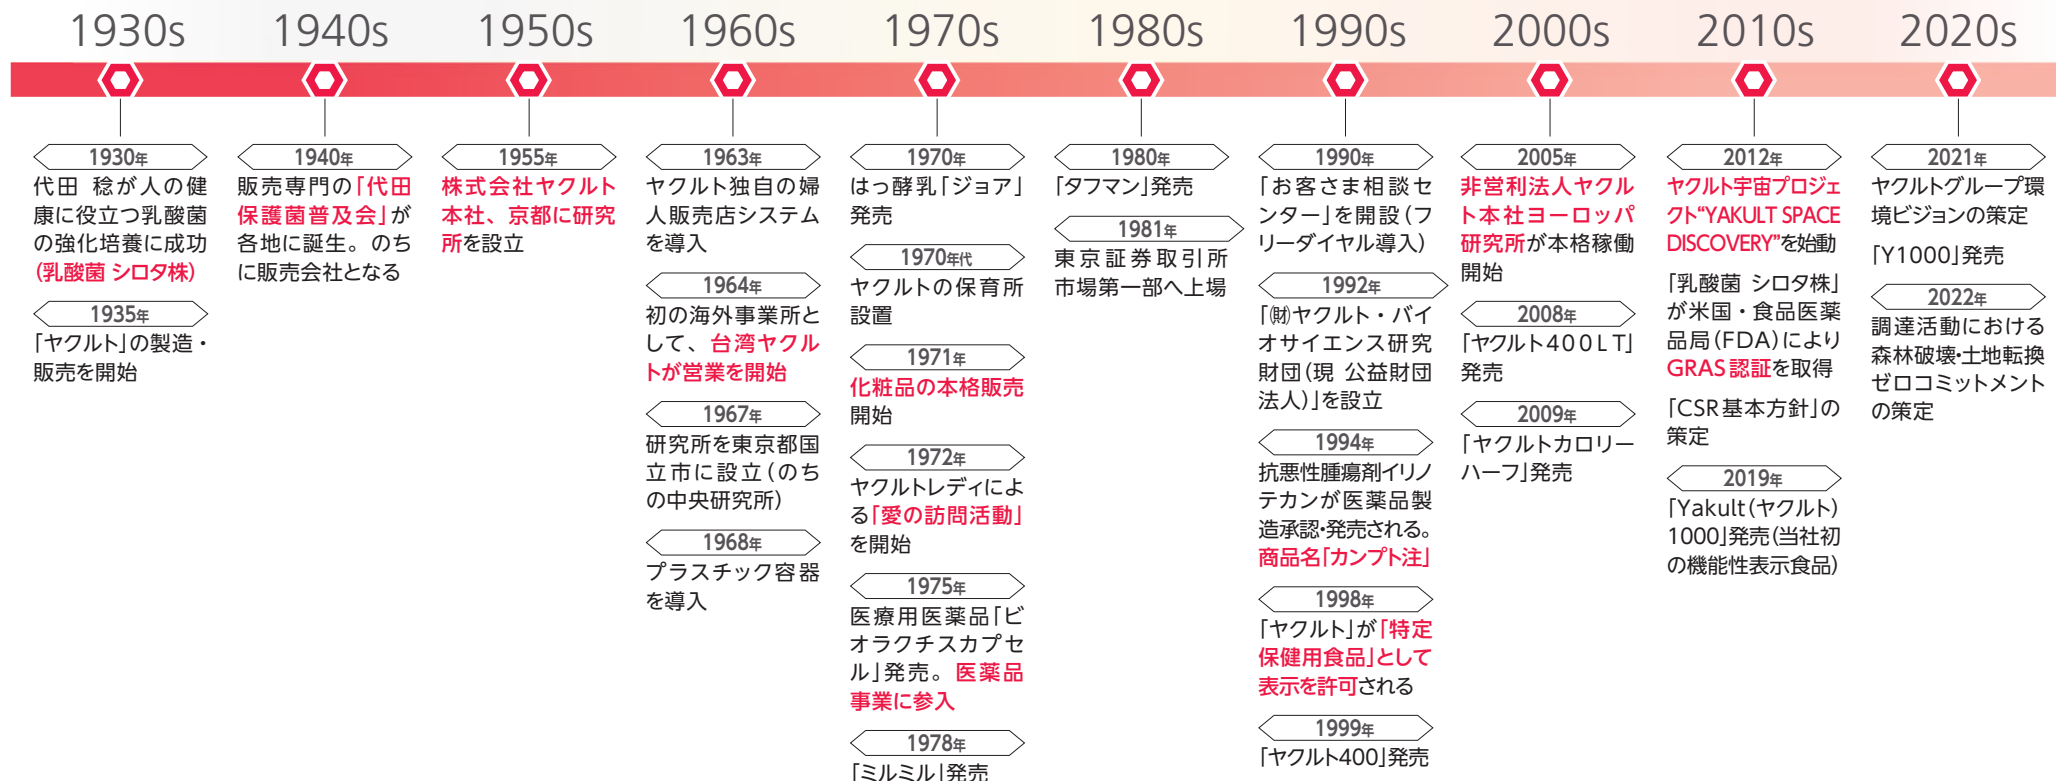 1930s
1940s
1950s
1960s
1970s
1980s
1990s
2000s
2010s
2020s
1930年
代田 稔が人の健
康に役立つ乳酸菌
の強化培養に成功
(乳酸菌 シロタ株)
1935年
「ヤクルト」の製造・
販売を開始
1940年
販売専門の「代田
保護菌普及会」が
各地に誕生。のち
に販売会社となる
1955年
株式会社ヤクルト
本社、京都に研究
所を設立
1963年
ヤクルト独自の婦
人販売店システム
を導入
1964年
初の海外事業所と
して、台湾ヤクル
トが営業を開始
1967年
研究所を東京都国
立市に設立(のち
の中央研究所)
1968年
プラスチック容器
を導入
1970年
はっ酵乳「ジョア」
発売
1970年代
ヤクルトの保育所
設置
1971年
化粧品の本格販売
開始
1972年
ヤクルトレディによ
る「愛の訪問活動」
を開始
1975年
医療用医薬品「ビ
オラクチスカプセ
ル」発売。医薬品
事業に参入
1978年
「ミルミル」発売
1980年
「タフマン」発売
1981年
東京証券取引所
市場第一部へ上場
1990年
「お客さま相談セ
ンター」を開設(フ
リーダイヤル導入)
1992年
「㈶ヤクルト・バイ
オサイエンス研究
財団(現 公益財団
法人)」を設立
1994年
抗悪性腫瘍剤イリノ
テカンが医薬品製
造承認・発売される。
商品名「カンプト注」
1998年
「ヤクルト」が「特定
保健用食品」として
表示を許可される
1999年
「ヤクルト400」発売
2005年
非営利法人ヤクル
ト本社ヨーロッパ
研究所が本格稼働
開始
2008年
「ヤクルト400LT」
発売
2009年
「ヤクルトカロリー
ハーフ」発売
2012年
ヤクルト宇宙プロジェ
クト“YAKULT SPACE
DISCOVERY”を始動
「乳酸菌 シロタ株」
が米国・食品医薬
品局(FDA)により
GRAS認証を取得
「CSR基本方針」の
策定
2019年
「Yakult(ヤクルト)
1000」発売(当社初
の機能性表示食品)
2021年
ヤクルトグループ環
境ビジョンの策定
「Y1000」発売
2022年
調達活動における
森林破壊・土地転換
ゼロコミットメント
の策定